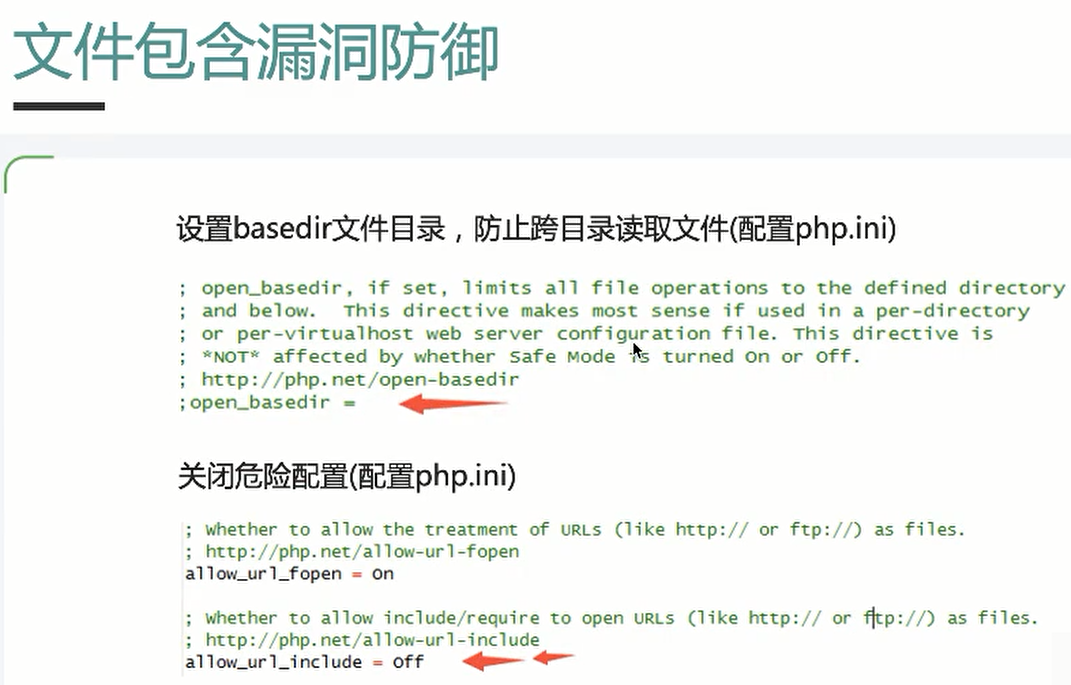 文件包含漏洞防御
设置basedir文件目录，防止跨目录读取文件(配置php.ini)
; open_basedir, if set, limits all file operations to the defined directory
; and below.  This directive makes most sense if used in a per-directory
; or per-virtualhost web server configuration file. This directive is
; *NOT* affected by whether Safe Mode is turned On or Off.
; http://php.net/open-basedir
;open_basedir =
关闭危险配置(配置php.ini)
; Whether to allow the treatment of URLs (like http:// or ftp://) as files.
; http://php.net/allow-url-fopen
allow_url_fopen = On
; Whether to allow include/require to open URLs (like http:// or ftp://) as files.
; http://php.net/allow-url-include
allow_url_include = Off